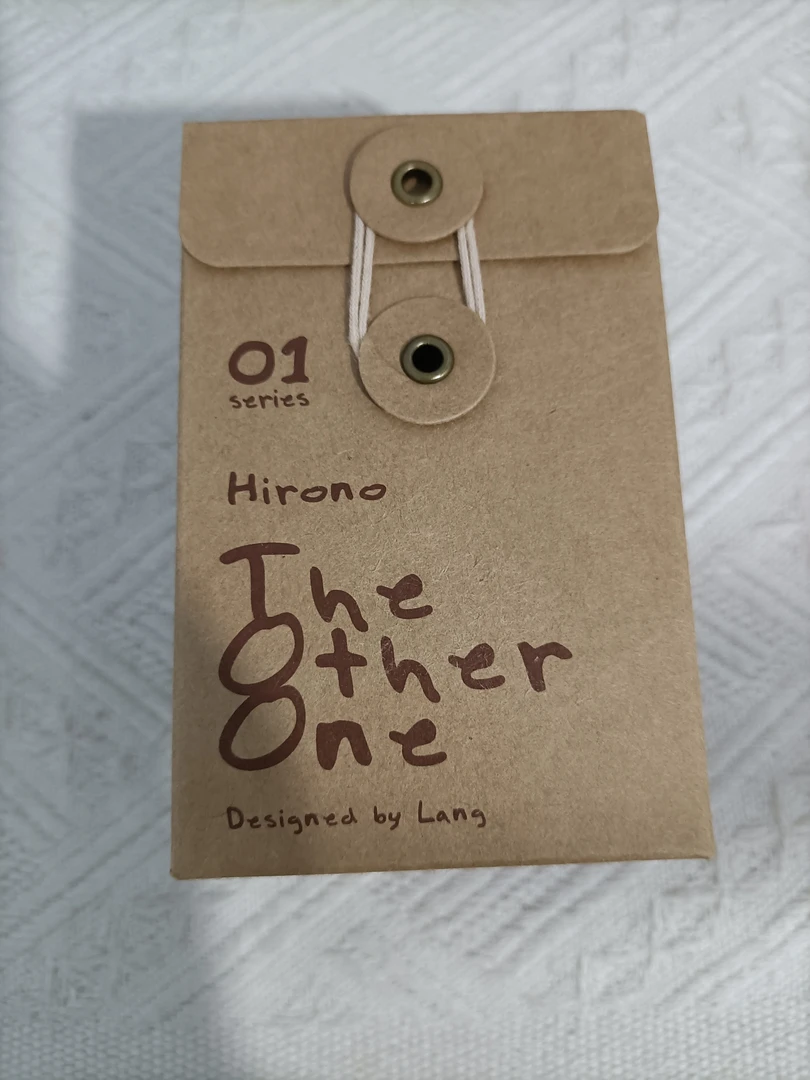 01
series
Hirono
The
Other
One
Designed by Lang